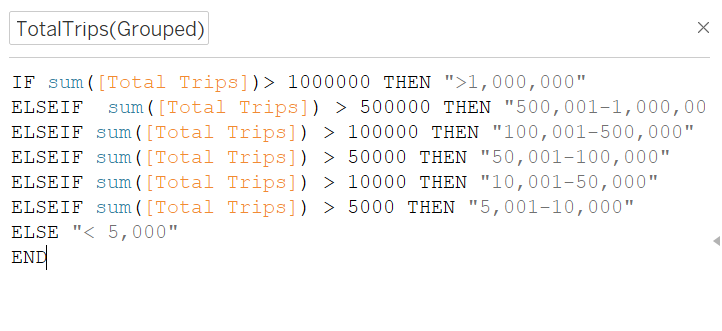 TotalTrips(Grouped)
IF sum([Total Trips])> 1000000 THEN ">1,000,000"
ELSEIF  sum([Total Trips]) > 500000 THEN "500,001-1,000,00
ELSEIF sum([Total Trips]) > 100000 THEN "100,001-500,000"
ELSEIF sum([Total Trips]) > 50000 THEN "50,001-100,000"
ELSEIF sum([Total Trips]) > 10000 THEN "10,001-50,000"
ELSEIF sum([Total Trips]) > 5000 THEN "5,001-10,000"
ELSE "< 5,000"
END